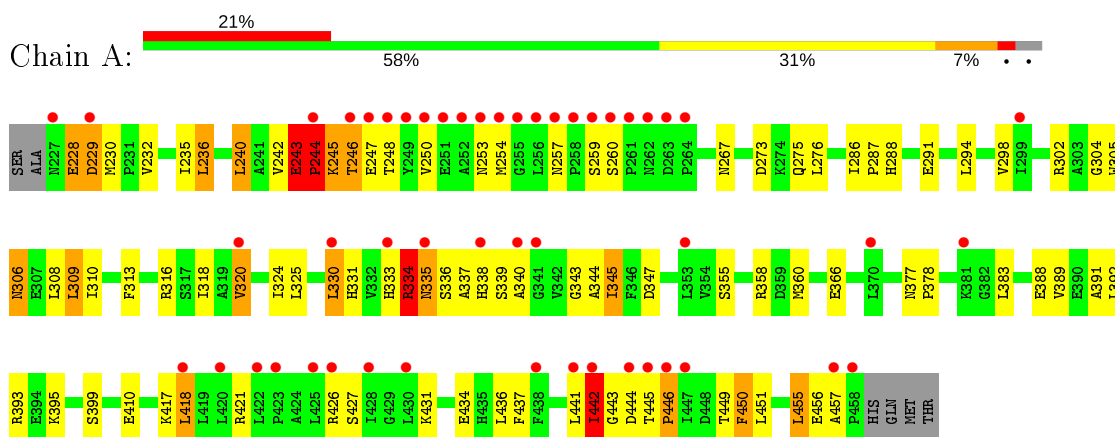 21%
Chain A:
58% 31% 7% • •
SER ALA N227 E228 D229 M230 P231 V232 I235 L236 L240 A241 V242 E243 P244 K245 T246 E247 T248 Y249 V250 E251 A252 N253 M254 G255 L256 N257 P258 S259 S260 P261 N262 D263 P264 N267 D273 K274 Q275 L276 I286 P287 H288 E291 L294 V298 I299 R302 A303 G304 W305
N306 E307 L308 L309 I310 F313 R316 S317 I318 A319 V320 I324 L325 L330 H331 V332 H333 R334 N335 S336 A337 H338 S339 A340 G341 V342 G343 A344 I345 F346 D347 L353 V354 S355 R358 D359 M360 E366 L370 N377 P378 K381 G382 L383 E388 V389 E390 A391 L392
R393 E394 K395 S399 E410 K417 L418 L419 L420 R421 L422 P423 A424 L425 R426 S427 I428 G429 L430 K431 E434 H435 L436 F437 F438 L441 I442 G443 D444 T445 P446 I447 D448 T449 F450 L451 L455 E456 A457 P458 HIS GLN MET THR